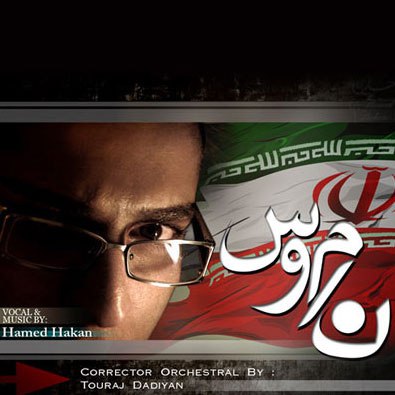 ناموس
VOCAL &
MUSIC BY:
Hamed Hakan
CORRECTOR ORCHESTRAL BY :
TOURAJ DADIYAN